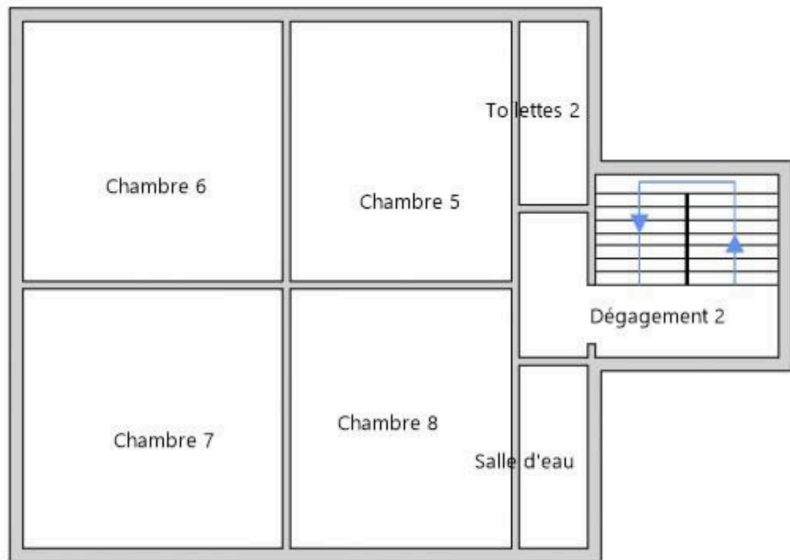 Toilettes 2
Chambre 6
Chambre 5
Dégagement 2
Chambre 8
Chambre 7
Salle d'eau